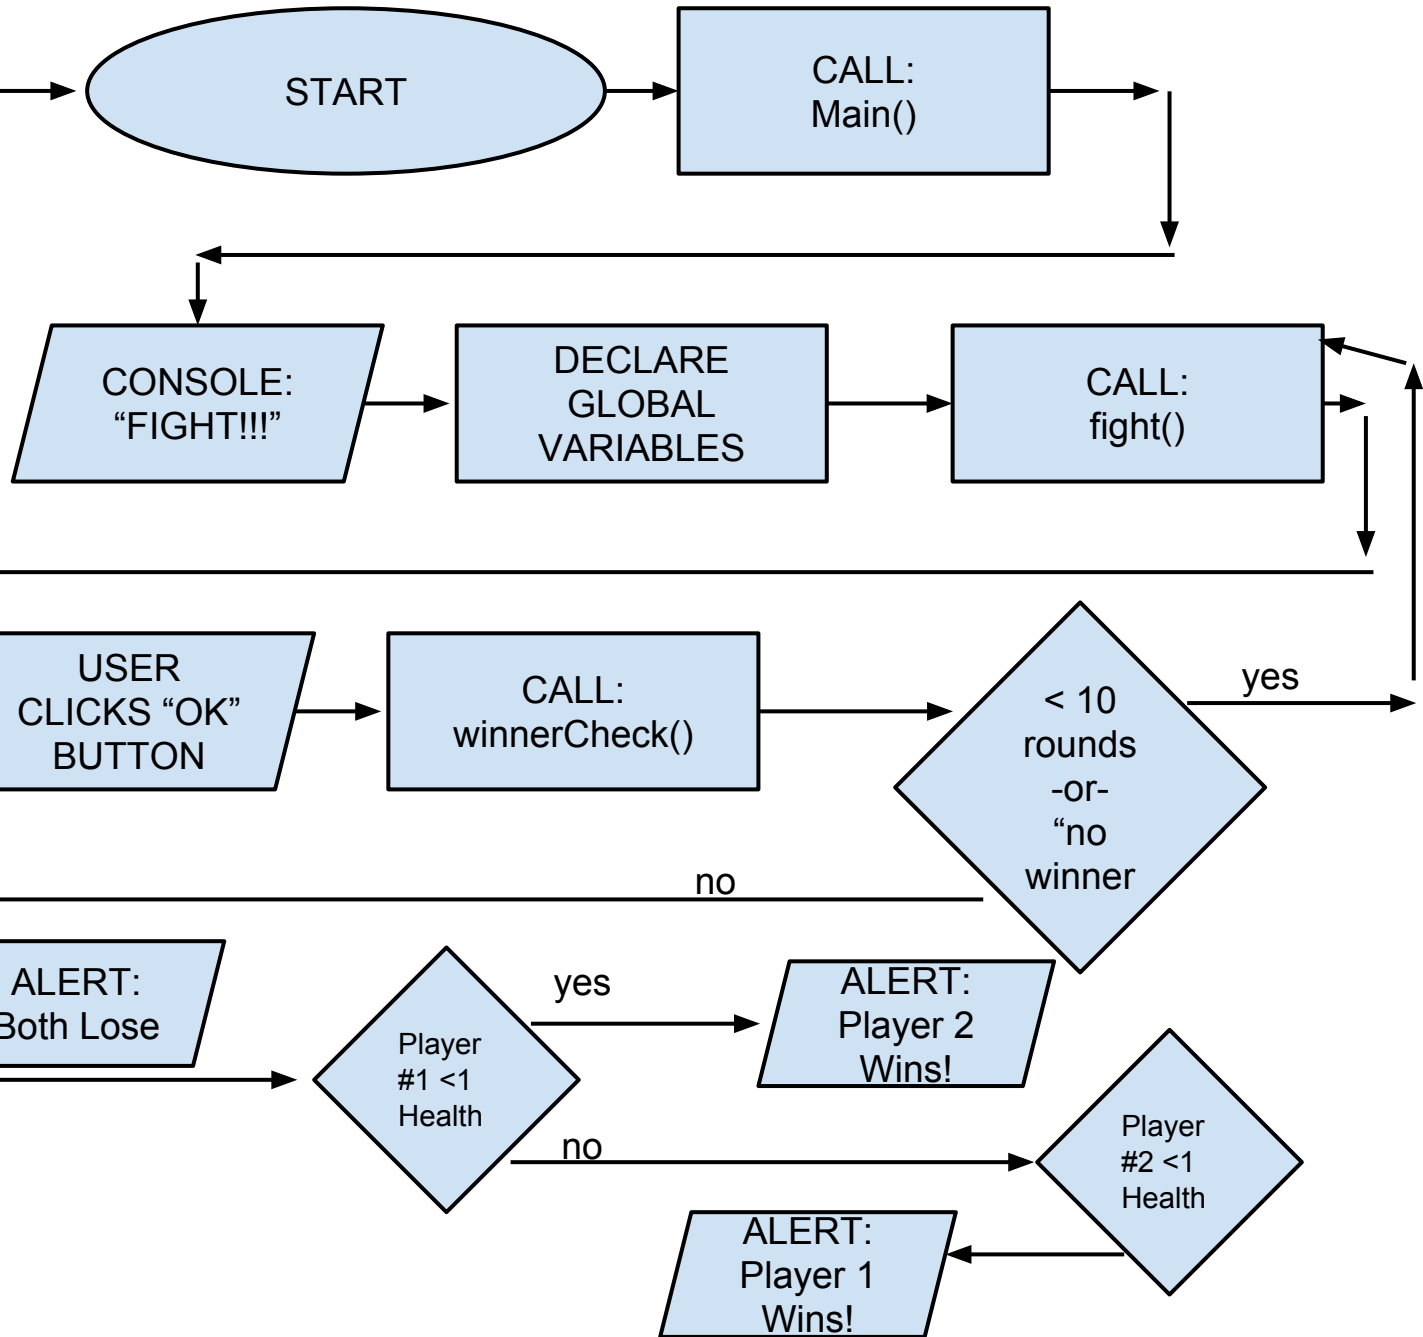 START
CALL:
Main()
CONSOLE:
“FIGHT!!!”
DECLARE
GLOBAL
VARIABLES
CALL:
fight()
USER
CLICKS “OK”
BUTTON
CALL:
winnerCheck()
< 10
rounds
-or-
“no
winner
yes
no
ALERT:
Both Lose
Player
#1 <1
Health
yes
ALERT:
Player 2
Wins!
no
Player
#2 <1
Health
ALERT:
Player 1
Wins!